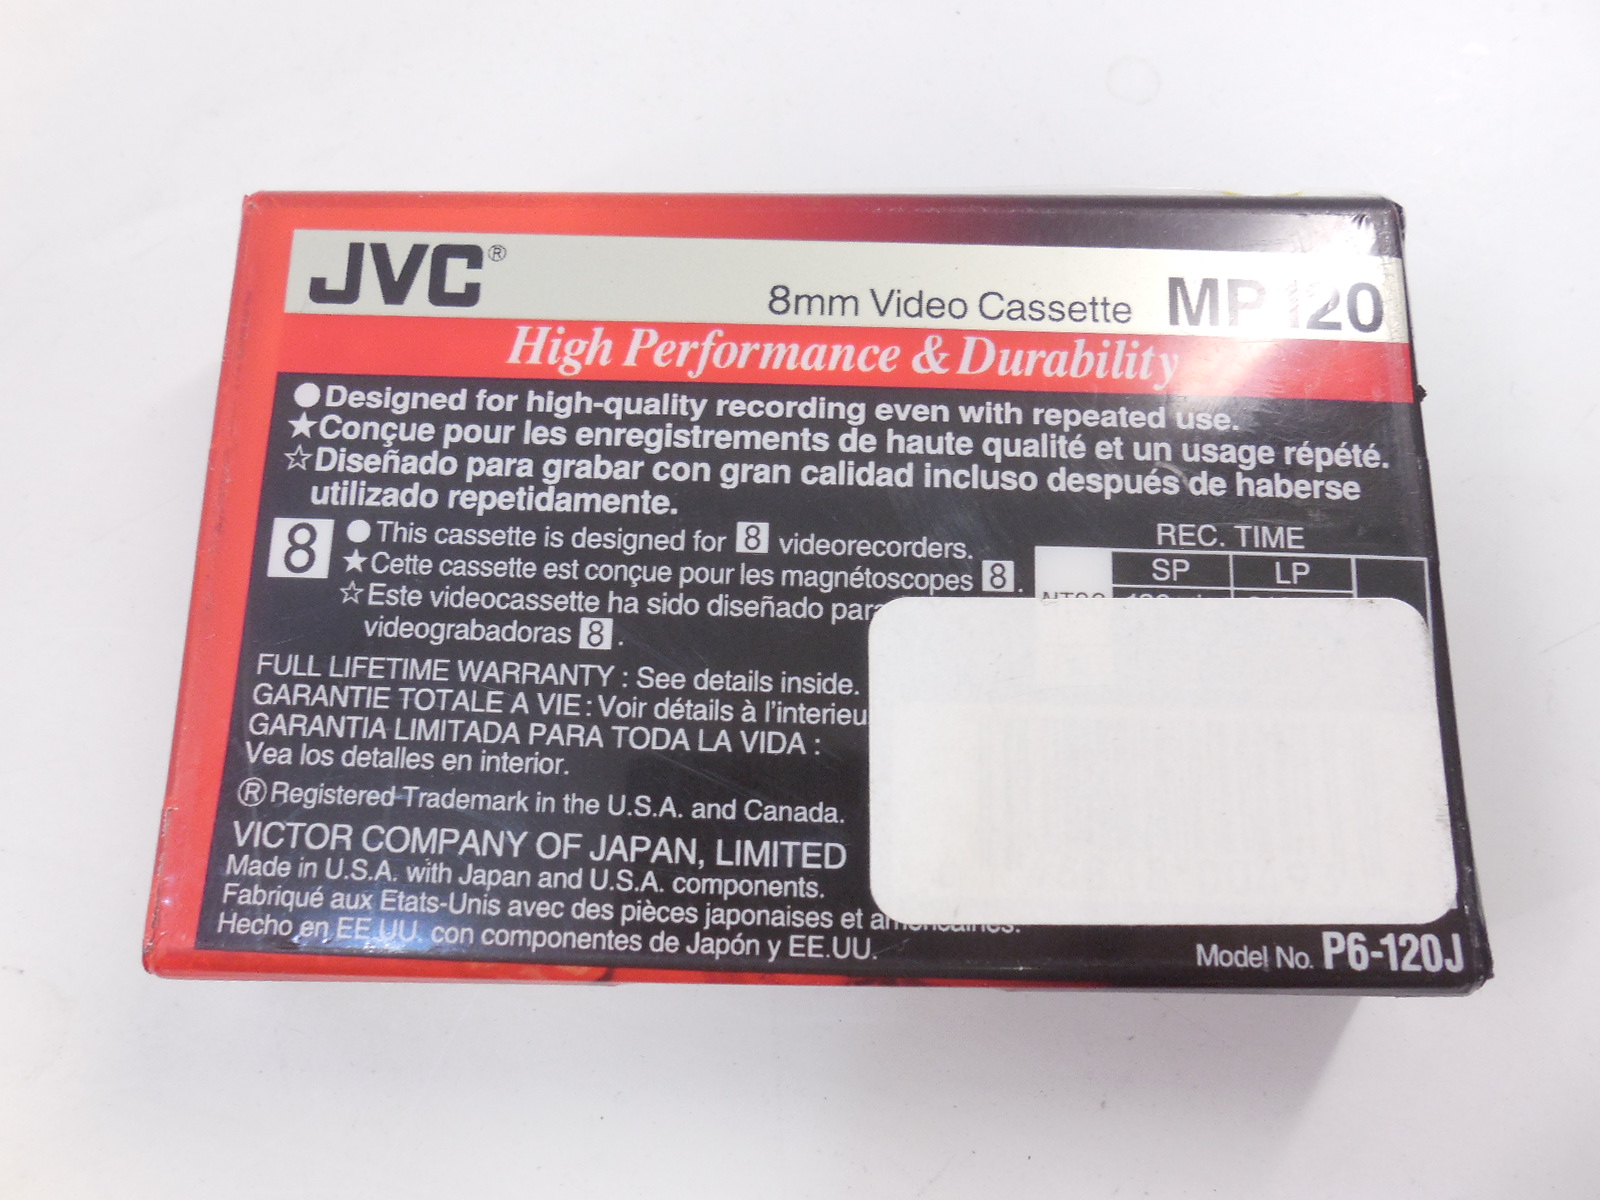 JVC®
8mm Video Cassette MP 120
High Performance & Durability
●Designed for high-quality recording even with repeated use.
★Conçue pour les enregistrements de haute qualité et un usage répété.
☆Diseñado para grabar con gran calidad incluso después de haberse
utilizado repetidamente.
8
●This cassette is designed for 8 videorecorders.
★Cette cassette est conçue pour les magnétoscopes 8.
☆Este videocassette ha sido diseñado para
videograbadoras 8.
REC. TIME
SP LP
FULL LIFETIME WARRANTY : See details inside.
GARANTIE TOTALE A VIE : Voir détails à l'interieu
GARANTIA LIMITADA PARA TODA LA VIDA :
Vea los detalles en interior.
®Registered Trademark in the U.S.A. and Canada.
VICTOR COMPANY OF JAPAN, LIMITED
Made in U.S.A. with Japan and U.S.A. components.
Fabriqué aux Etats-Unis avec des pièces japonaises et américaines.
Hecho en EE.UU. con componentes de Japón y EE.UU.
Model No. P6-120J